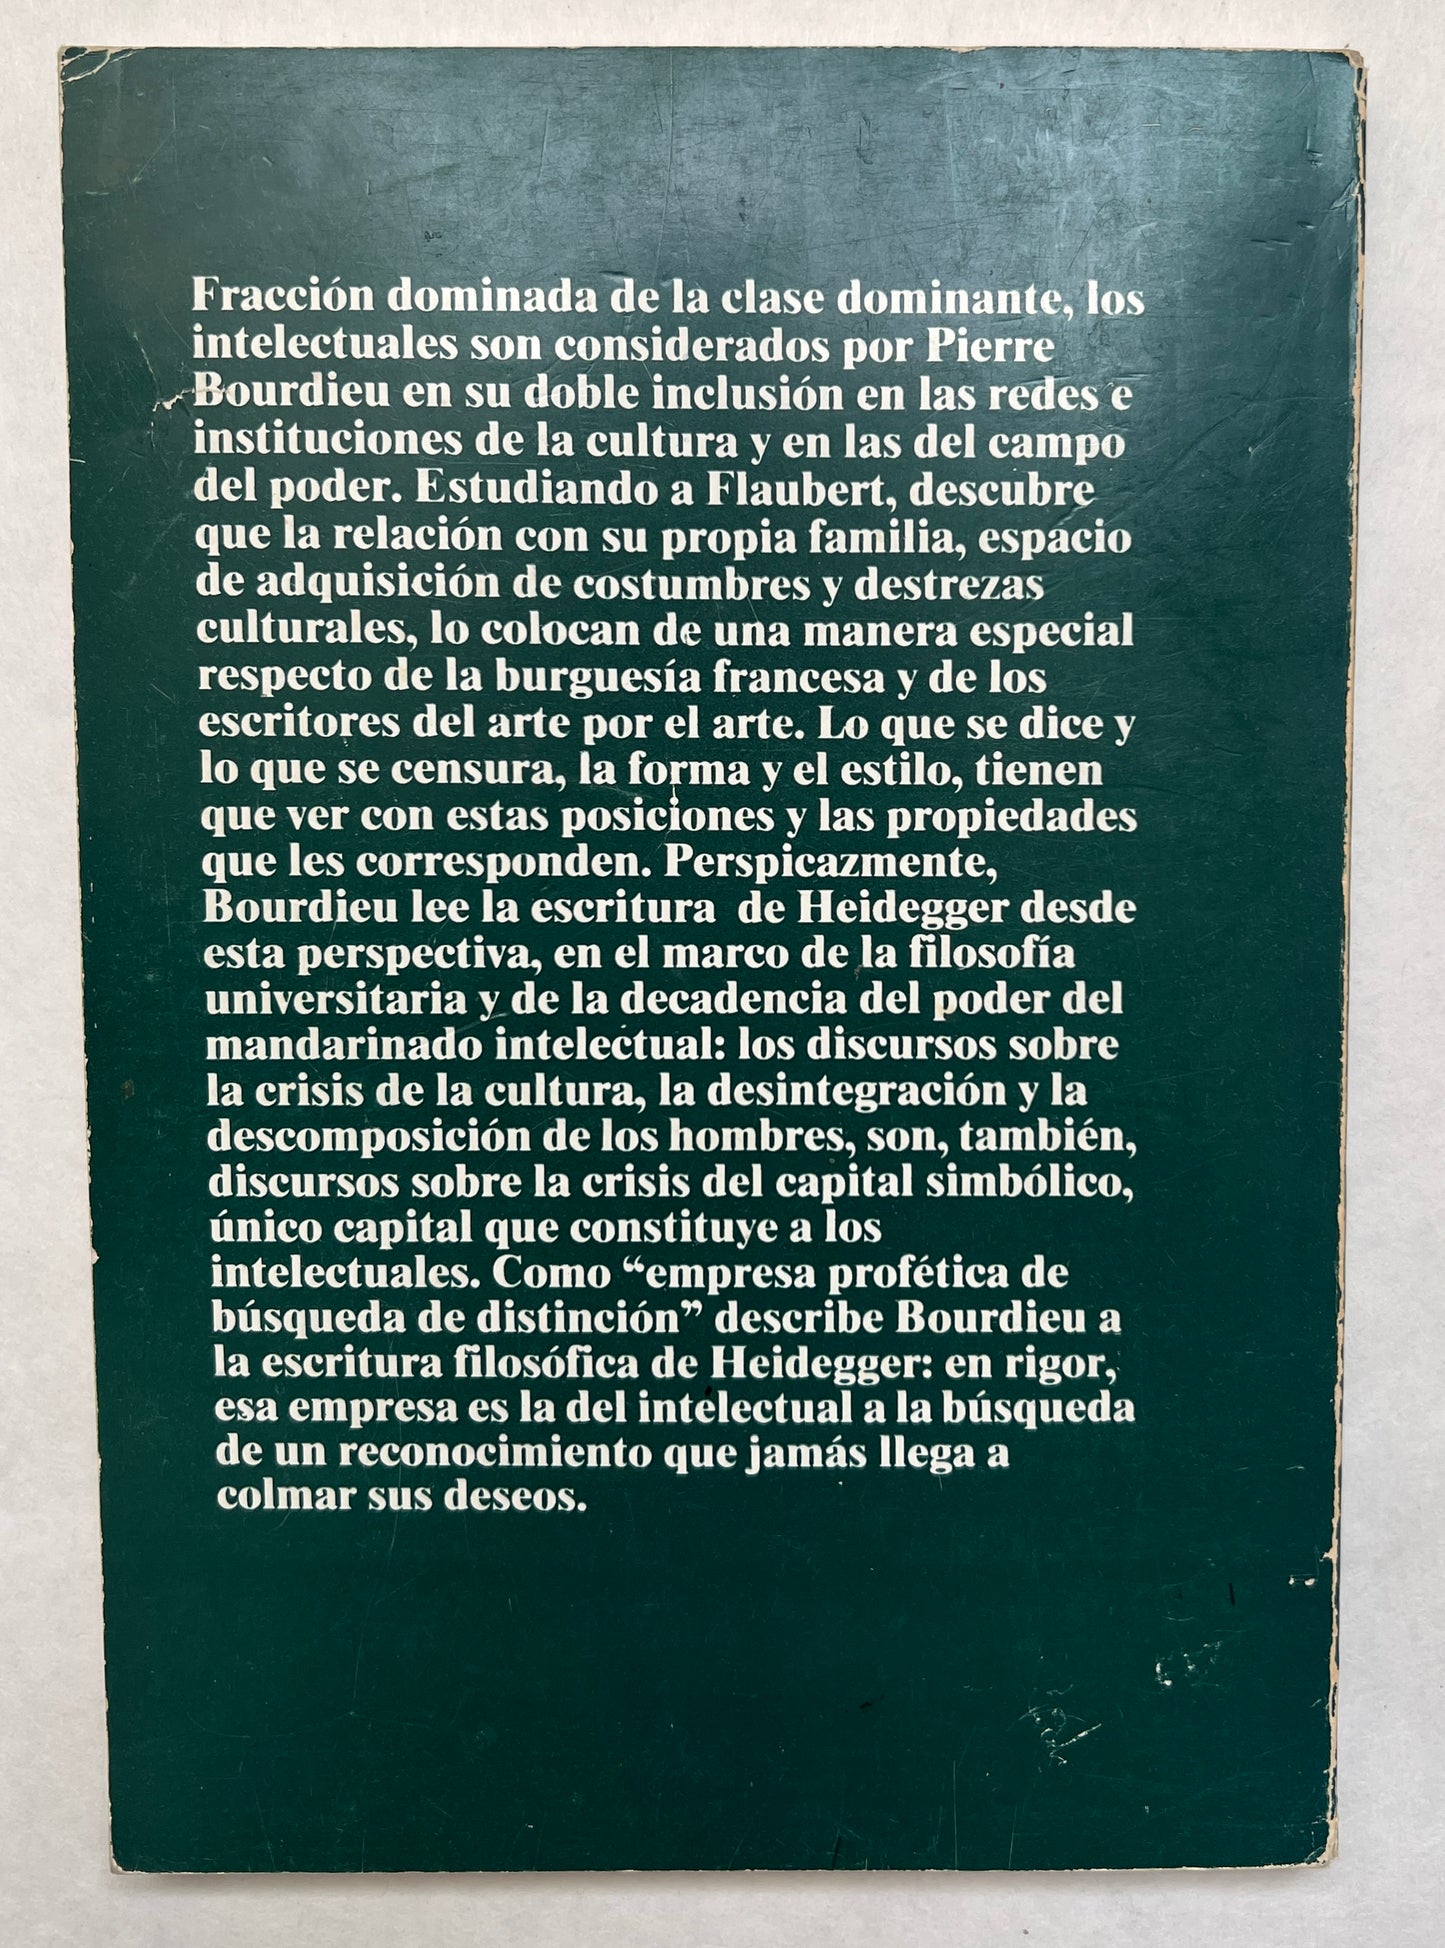 Fracción dominada de la clase dominante, los
intelectuales son considerados por Pierre
Bourdieu en su doble inclusión en las redes e
instituciones de la cultura y en las del campo
del poder. Estudiando a Flaubert, descubre
que la relación con su propia familia, espacio
de adquisición de costumbres y destrezas
culturales, lo colocan de una manera especial
respecto de la burguesía francesa y de los
escritores del arte por el arte. Lo que se dice y
lo que se censura, la forma y el estilo, tienen
que ver con estas posiciones y las propiedades
que les corresponden. Perspicazmente,
Bourdieu lee la escritura de Heidegger desde
esta perspectiva, en el marco de la filosofía
universitaria y de la decadencia del poder del
mandarinado intelectual: los discursos sobre
la crisis de la cultura, la desintegración y la
descomposición de los hombres, son, también,
discursos sobre la crisis del capital simbólico,
único capital que constituye a los
intelectuales. Como “empresa profética de
búsqueda de distinción” describe Bourdieu a
la escritura filosófica de Heidegger: en rigor,
esa empresa es la del intelectual a la búsqueda
de un reconocimiento que jamás llega a
colmar sus deseos.